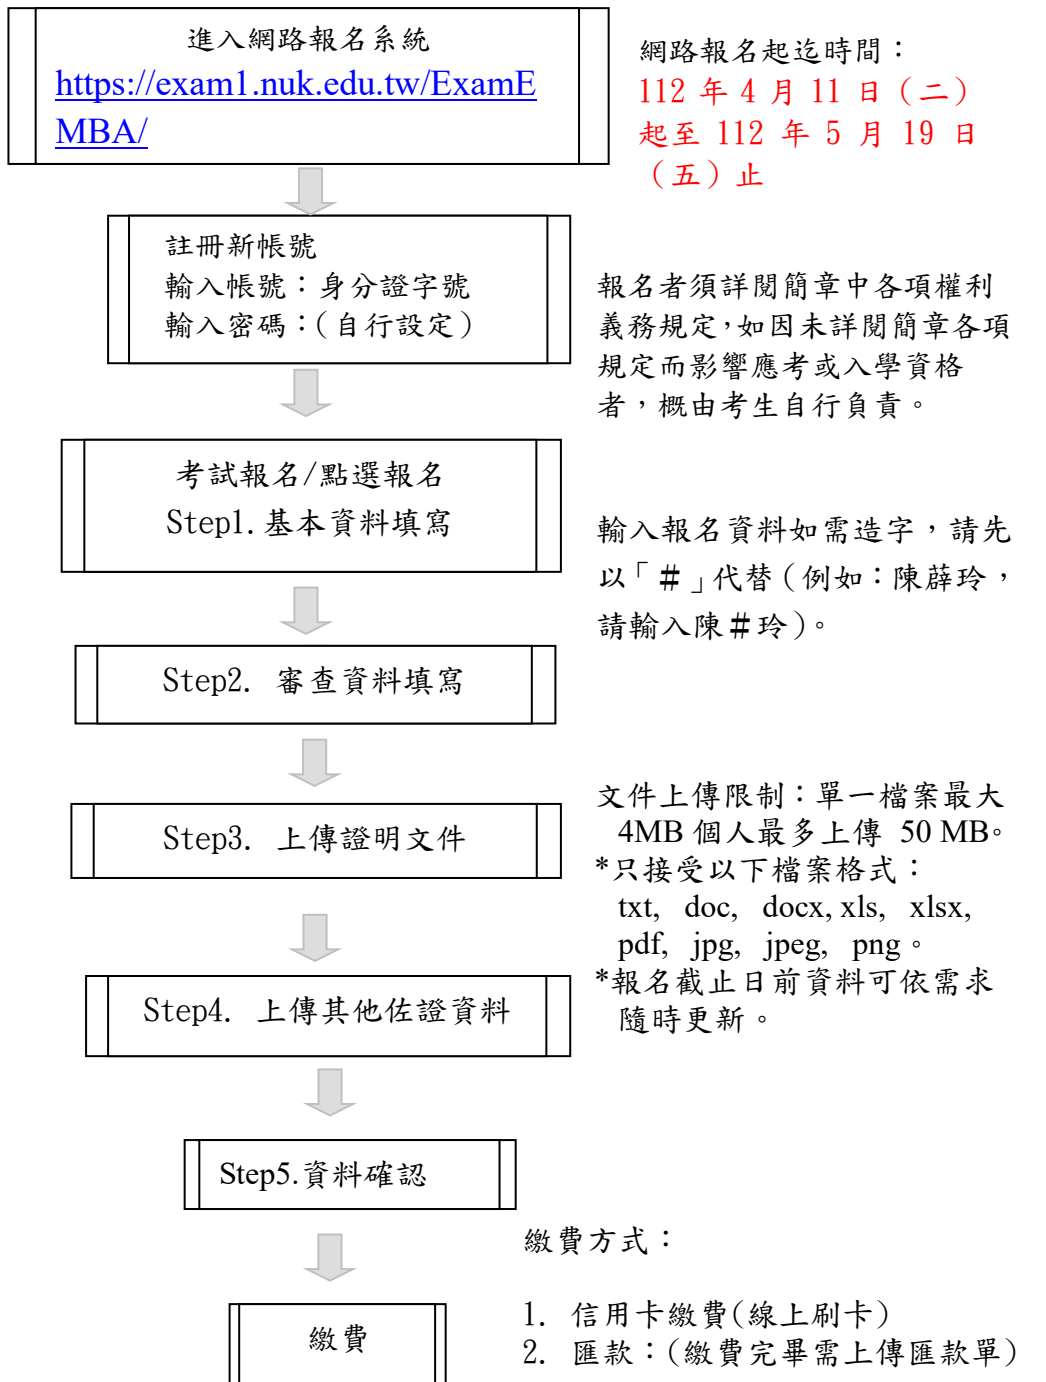 進入網路報名系統
https://exam1.nuk.edu.tw/ExamE
MBA/
網路報名起迄時間：
112 年 4 月 11 日（二）
起至 112 年 5 月 19 日
（五）止
註冊新帳號
輸入帳號：身分證字號
輸入密碼：(自行設定)
報名者須詳閱簡章中各項權利
義務規定，如因未詳閱簡章各項
規定而影響應考或入學資格
者，概由考生自行負責。
考試報名/點選報名
Step1.基本資料填寫
輸入報名資料如需造字，請先
以「＃」代替(例如：陳薜玲，
請輸入陳＃玲)。
Step2. 審查資料填寫
Step3. 上傳證明文件
文件上傳限制：單一檔案最大
4MB 個人最多上傳 50 MB。
*只接受以下檔案格式：
txt, doc, docx, xls, xlsx,
pdf, jpg, jpeg, png。
*報名截止日前資料可依需求
隨時更新。
Step4. 上傳其他佐證資料
Step5.資料確認
繳費方式：
繳費
1. 信用卡繳費(線上刷卡)
2. 匯款：(繳費完畢需上傳匯款單)